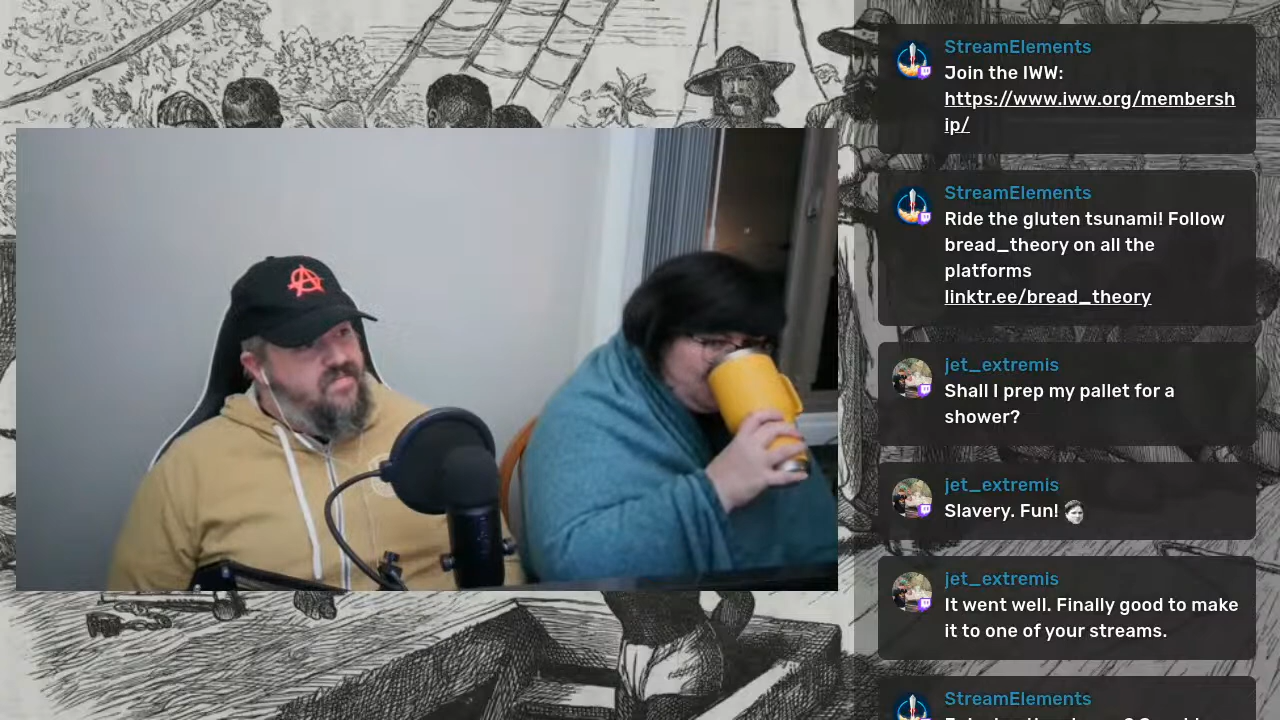 StreamElements
Join the IWW:
https://www.iww.org/membersh
ip/
StreamElements
Ride the gluten tsunami! Follow
bread_theory on all the
platforms
linktr.ee/bread_theory
jet_extremis
Shall I prep my pallet for a
shower?
jet_extremis
Slavery. Fun!
jet_extremis
It went well. Finally good to make
it to one of your streams.
StreamElements